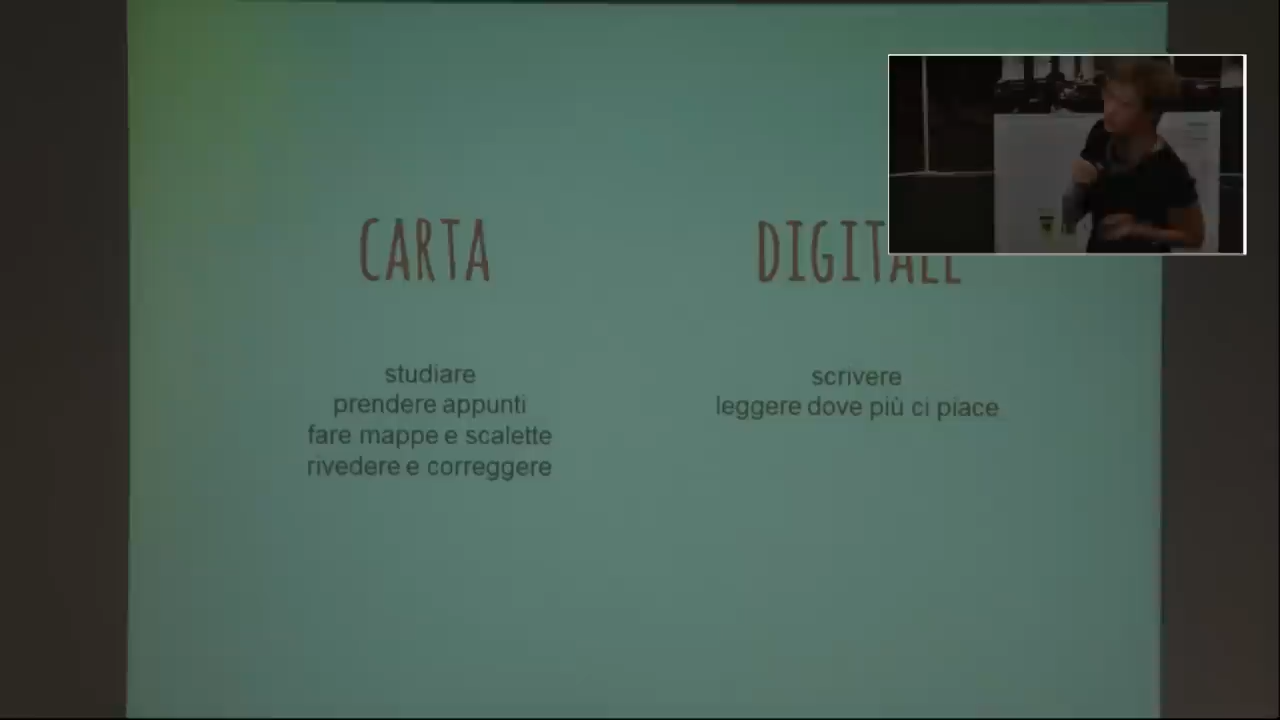 CARTA
studiare
prendere appunti
fare mappe e scalette
rivedere e correggere
DIGITALE
scrivere
leggere dove più ci piace